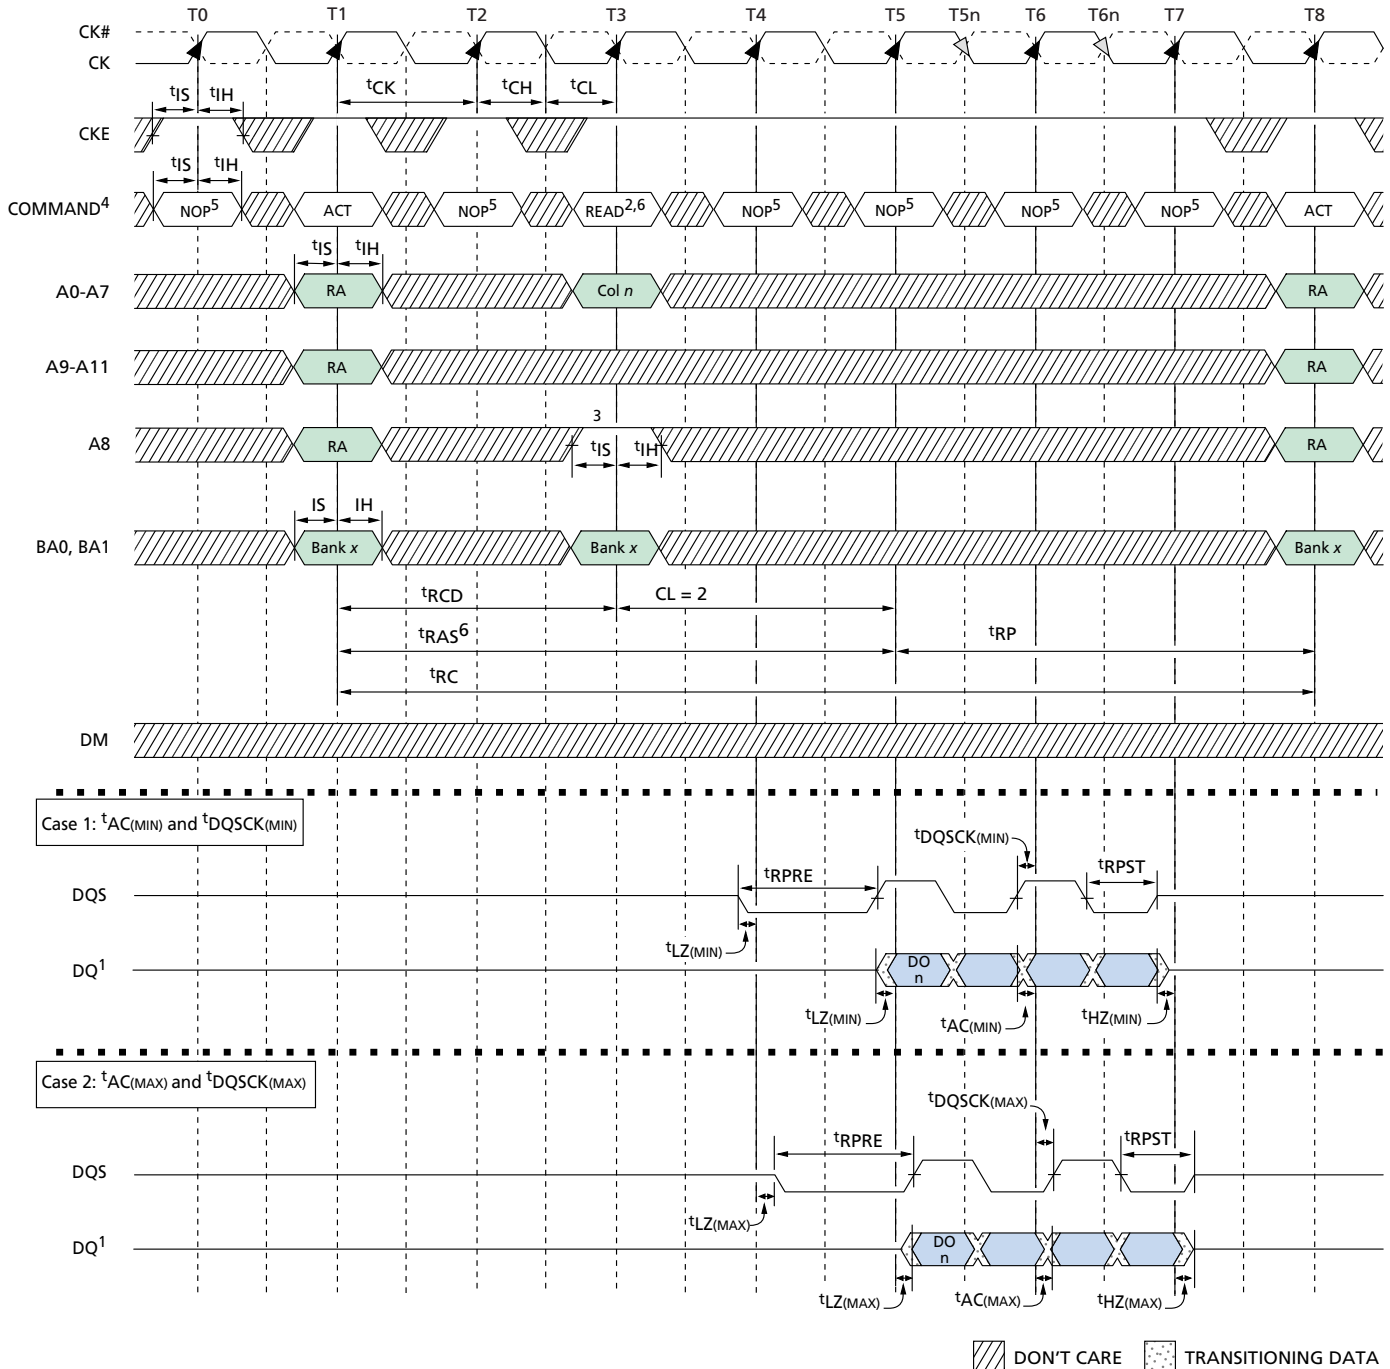 T0 T1 T2 T3 T4 T5 T5n T6 T6n T7 T8
CK#
CK
tCK tCH tCL
tIS tIH
CKE
tIS tIH
COMMAND4 NOP5 ACT NOP5 READ2,6 NOP5 NOP5 NOP5 NOP5 ACT
tIS tIH
A0-A7 RA Col n RA
A9-A11 RA RA
3
A8 RA RA
tIS tIH
IS IH
BA0, BA1 Bank x Bank x Bank x
tRCD CL = 2
tRAS6 tRP
tRC
DM
Case 1: tAC(MIN) and tDQSCK(MIN)
tDQSCK(MIN)
tRPRE tRPST
DQS
tLZ(MIN)
DQ1 DO
n
tLZ(MIN) tAC(MIN) tHZ(MIN)
Case 2: tAC(MAX) and tDQSCK(MAX)
tDQSCK(MAX)
tRPRE tRPST
DQS
tLZ(MAX)
DQ1 DO
n
tLZ(MAX) tAC(MAX) tHZ(MAX)
DON'T CARE TRANSITIONING DATA